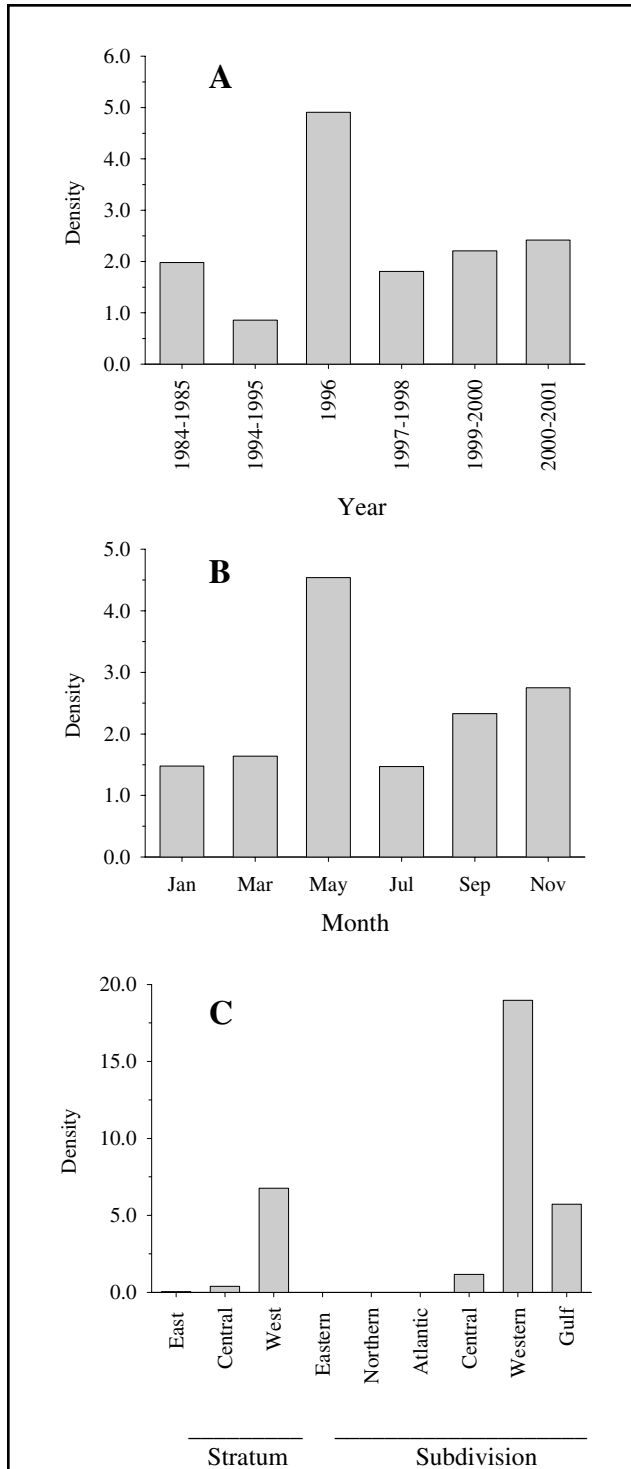 A
6.0
5.0
4.0
3.0
2.0
1.0
0.0
Density
1984-1985
1994-1995
1996
1997-1998
1999-2000
2000-2001
Year
B
5.0
4.0
3.0
2.0
1.0
0.0
Density
Jan Mar May Jul Sep Nov
Month
C
20.0
15.0
10.0
5.0
0.0
Density
East
Central
West
Eastern
Northern
Atlantic
Central
Western
Gulf
Stratum Subdivision